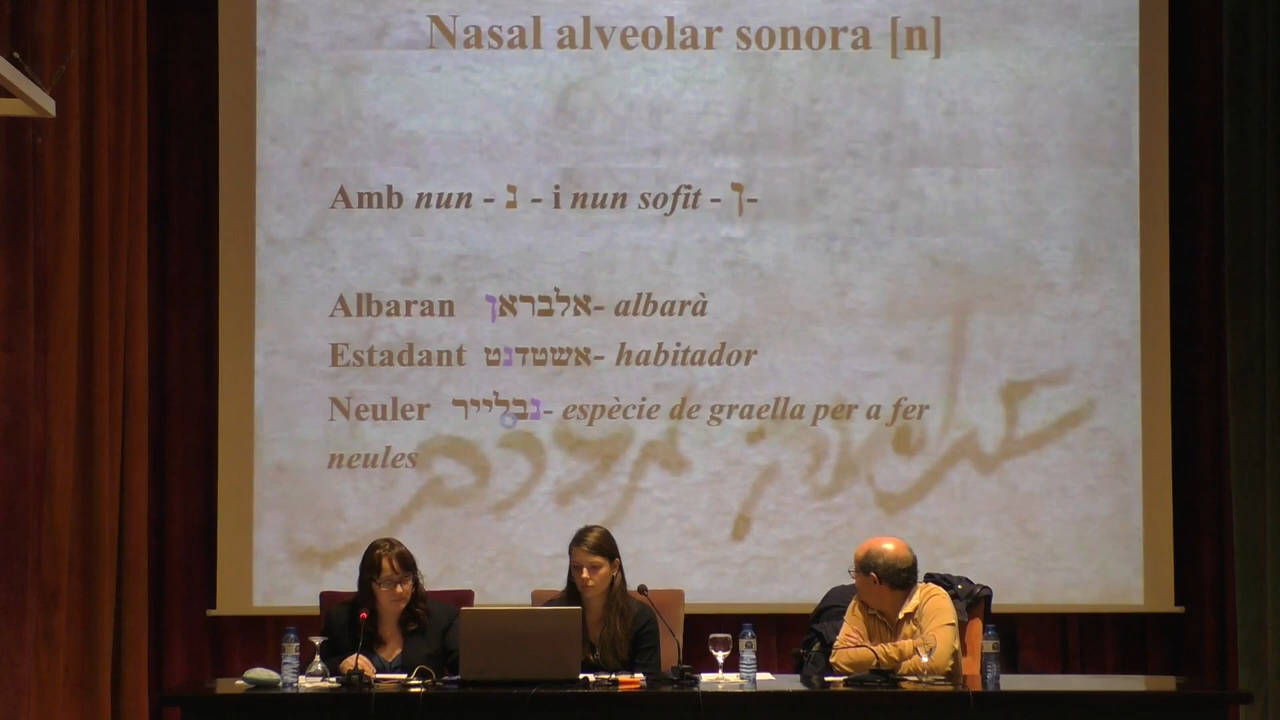 Nasal alveolar sonora [n]
Amb nun - נ - i nun sofit - ן-
Albaran אלבראן- albarà
Estadant אשטדנט- habitador
Neuler נבלייר- espècie de graella per a fer
neules